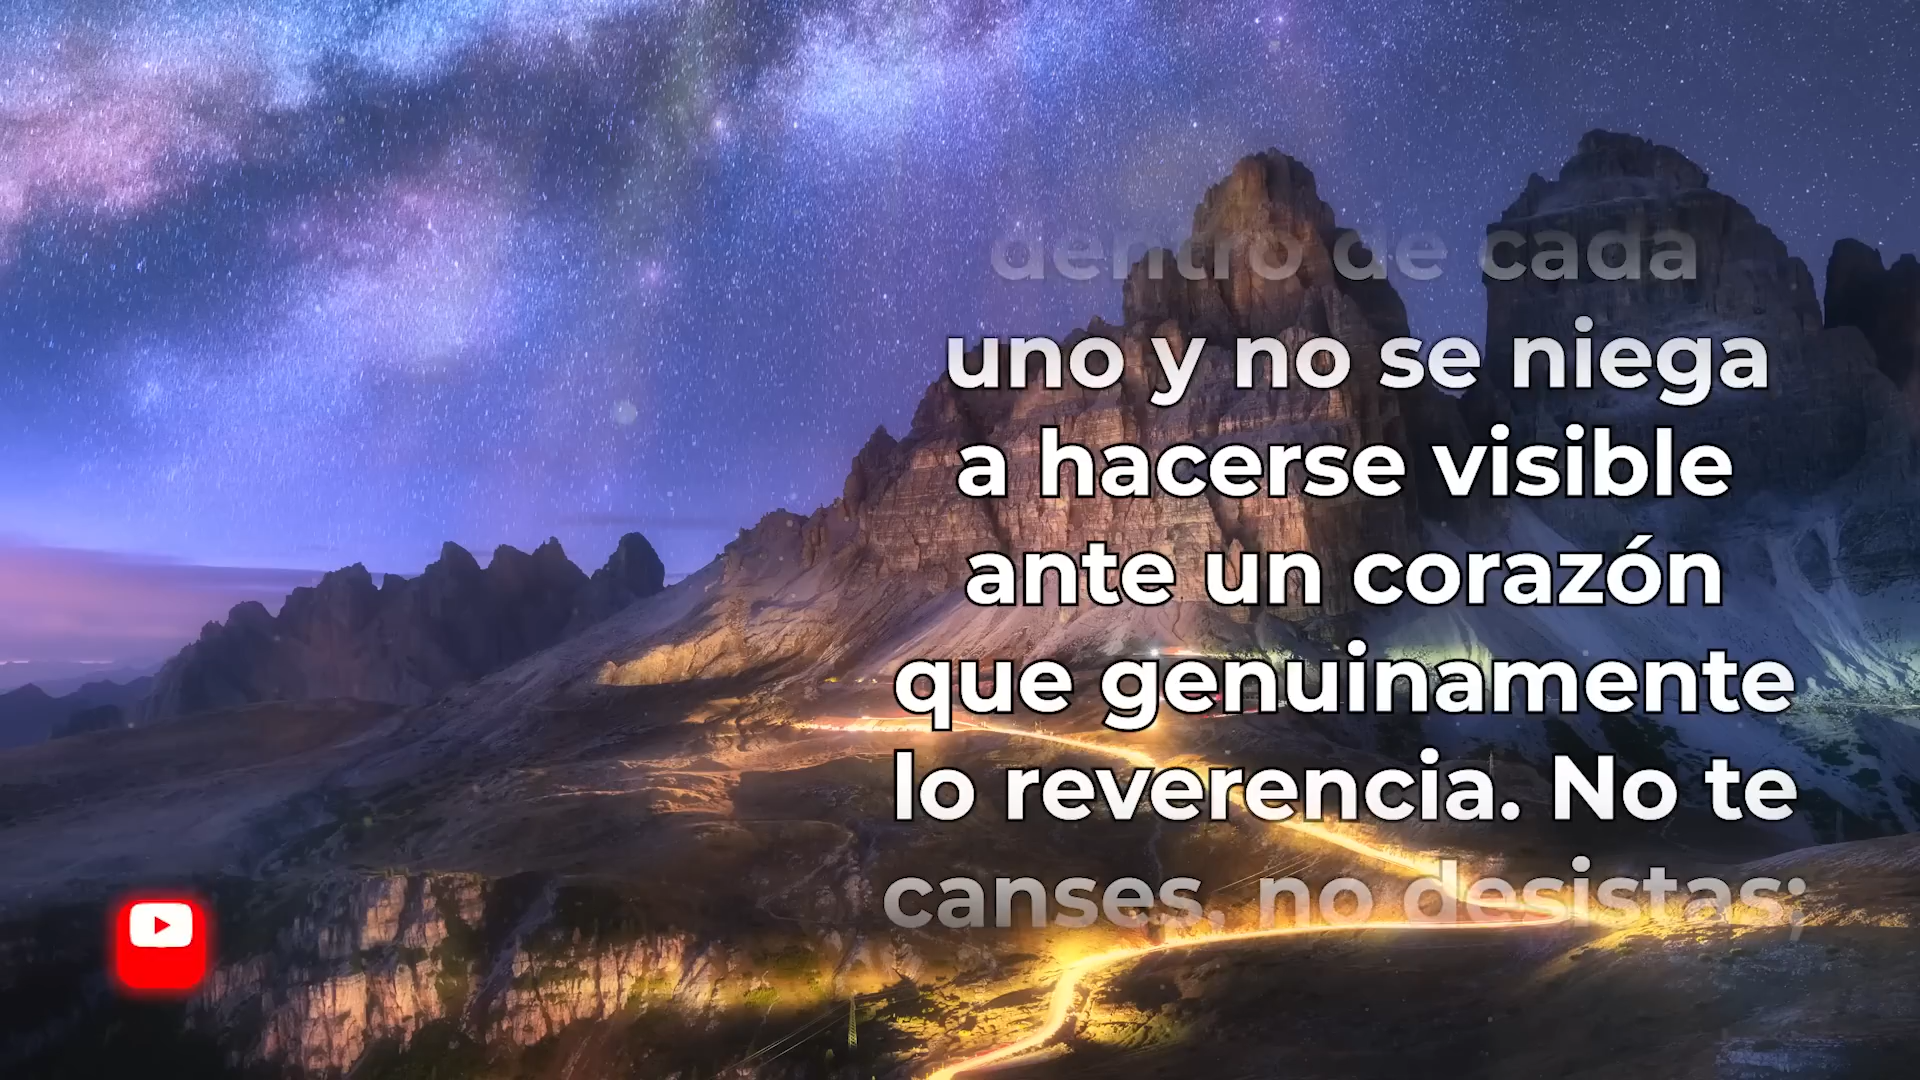 dentro de cada
uno y no se niega
a hacerse visible
ante un corazón
que genuinamente
lo reverencia. No te
canses, no desistas;